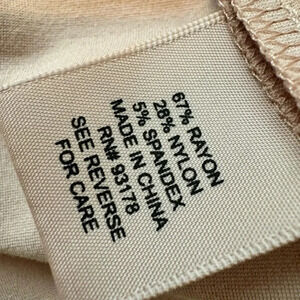 67% RAYON
28% NYLON
5% SPANDEX
MADE IN CHINA
RN# 93178
SEE REVERSE
FOR CARE